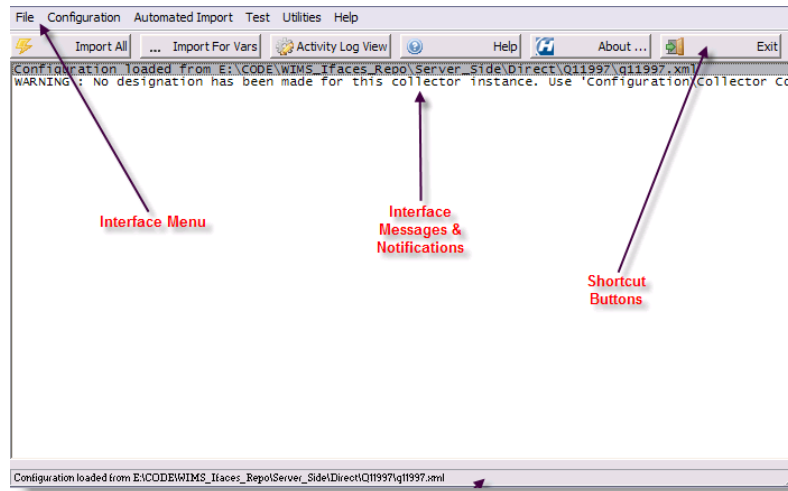 File Configuration Automated Import Test Utilities Help
Import All ... Import For Vars Activity Log View Help About ... Exit
Configuration loaded from E:\CODE\WIMS_Ifaces_Repo\Server_Side\Direct\Q11997\q11997.xml
WARNING : No designation has been made for this collector instance. Use 'Configuration\Collector Co
Interface Menu
Interface
Messages &
Notifications
Shortcut
Buttons
Configuration loaded from E:\CODE\WIMS_Ifaces_Repo\Server_Side\Direct\Q11997\q11997.xml